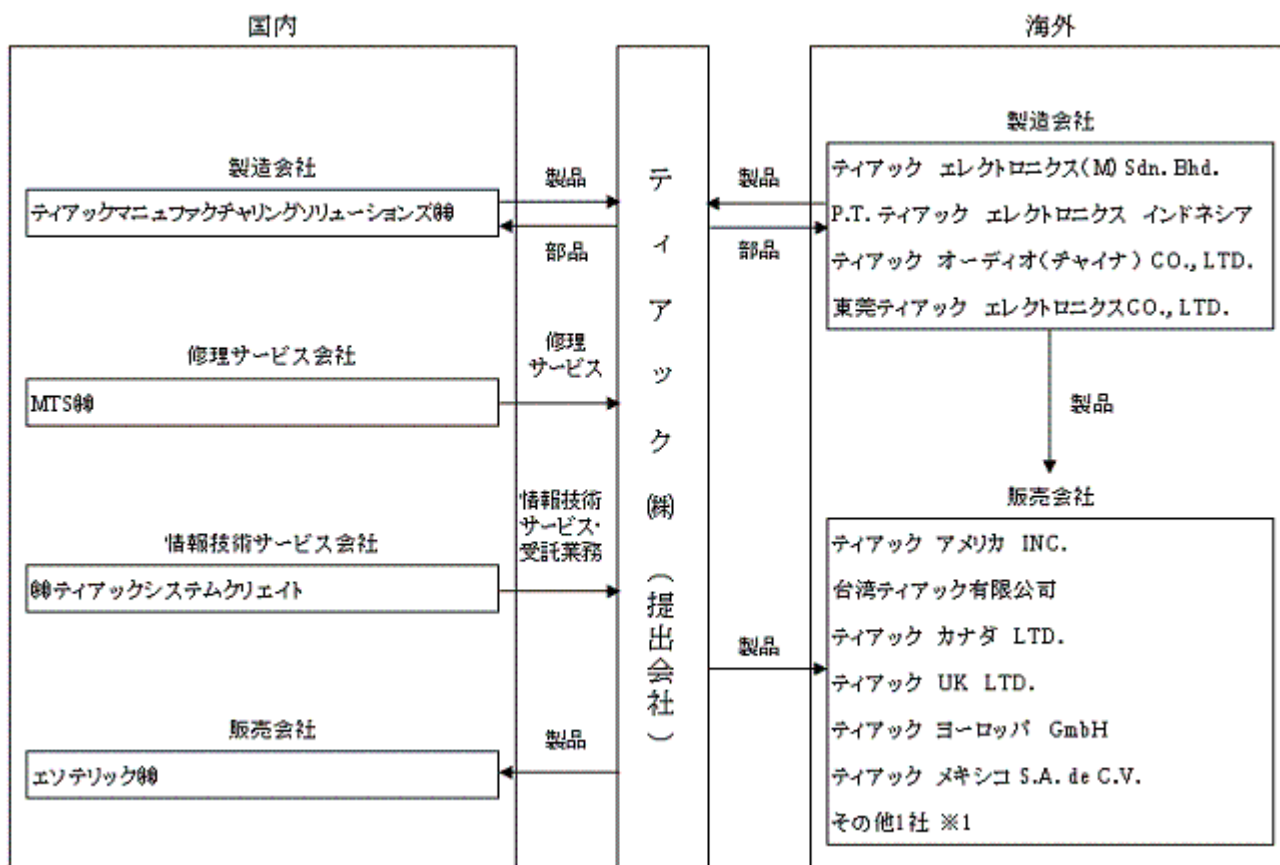 国内
海外
製造会社
ティアックマニュファクチャリングソリューションズ㈱
製品
部品
修理サービス会社
MTS㈱
修理
サービス
情報技術サービス会社
㈱ティアックシステムクリェイト
情報技術
サービス・
受託業務
販売会社
エソテリック㈱
製品
ティアック㈱(提出会社)
製品
部品
製造会社
ティアック エレクトロニクス(M) Sdn. Bhd.
P.T. ティアック エレクトロニクス インドネシア
ティアック オーディオ(チャイナ) CO., LTD.
東莞ティアック エレクトロニクスCO., LTD.
製品
販売会社
製品
ティアック アメリカ INC.
台湾ティアック有限公司
ティアック カナダ LTD.
ティアック UK LTD.
ティアック ヨーロッパ GmbH
ティアック メキシコ S.A. de C.V.
その他1社 ※1